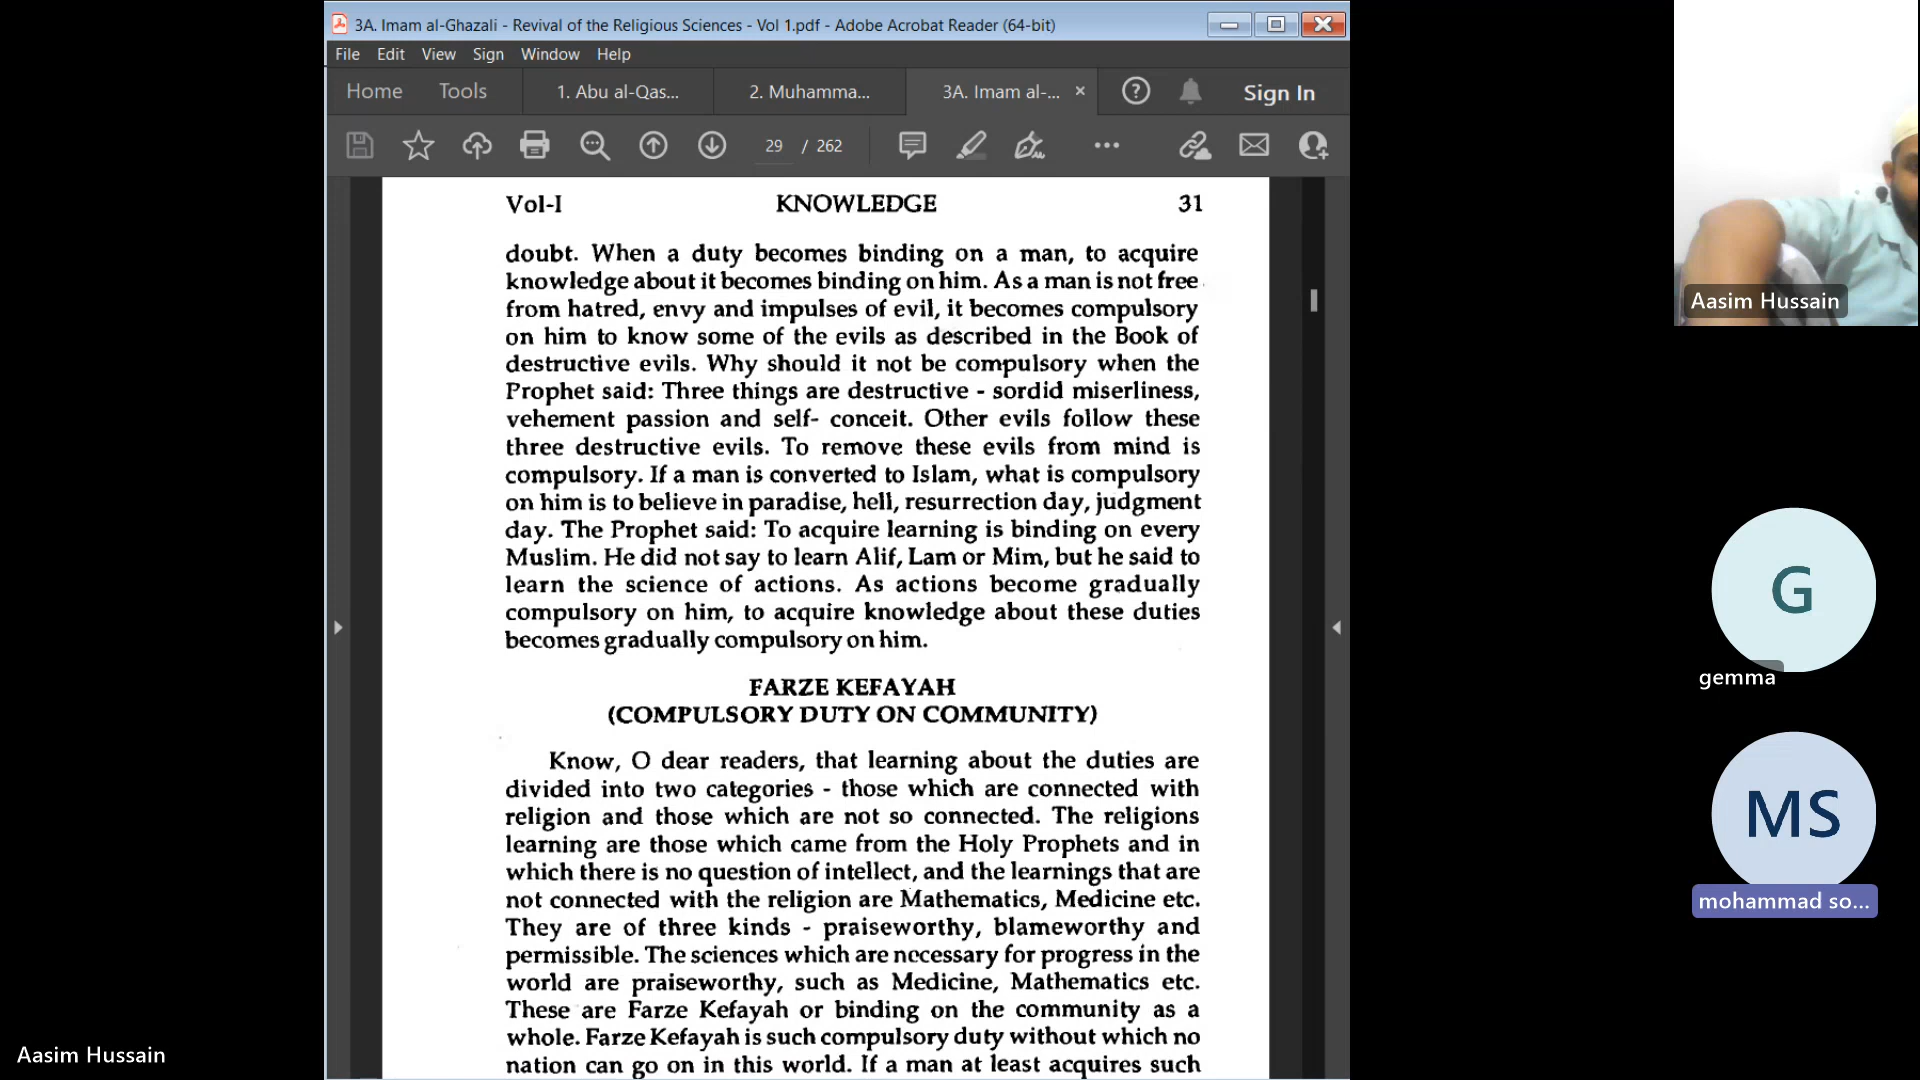 3A. Imam al-Ghazali - Revival of the Religious Sciences - Vol 1.pdf - Adobe Acrobat Reader (64-bit)
File Edit View Sign Window Help
Home Tools 1. Abu al-Qas... 2. Muhamma... 3A. Imam al-... × Sign In
29 / 262
Vol-I KNOWLEDGE 31
doubt. When a duty becomes binding on a man, to acquire
knowledge about it becomes binding on him. As a man is not free
from hatred, envy and impulses of evil, it becomes compulsory
on him to know some of the evils as described in the Book of
destructive evils. Why should it not be compulsory when the
Prophet said: Three things are destructive - sordid miserliness,
vehement passion and self- conceit. Other evils follow these
three destructive evils. To remove these evils from mind is
compulsory. If a man is converted to Islam, what is compulsory
on him is to believe in paradise, hell, resurrection day, judgment
day. The Prophet said: To acquire learning is binding on every
Muslim. He did not say to learn Alif, Lam or Mim, but he said to
learn the science of actions. As actions become gradually
compulsory on him, to acquire knowledge about these duties
becomes gradually compulsory on him.
FARZE KEFAYAH
(COMPULSORY DUTY ON COMMUNITY)
Know, O dear readers, that learning about the duties are
divided into two categories - those which are connected with
religion and those which are not so connected. The religions
learning are those which came from the Holy Prophets and in
which there is no question of intellect, and the learnings that are
not connected with the religion are Mathematics, Medicine etc.
They are of three kinds - praiseworthy, blameworthy and
permissible. The sciences which are necessary for progress in the
world are praiseworthy, such as Medicine, Mathematics etc.
These are Farze Kefayah or binding on the community as a
whole. Farze Kefayah is such compulsory duty without which no
nation can go on in this world. If a man at least acquires such
Aasim Hussain
G
gemma
MS
mohammad so...
Aasim Hussain